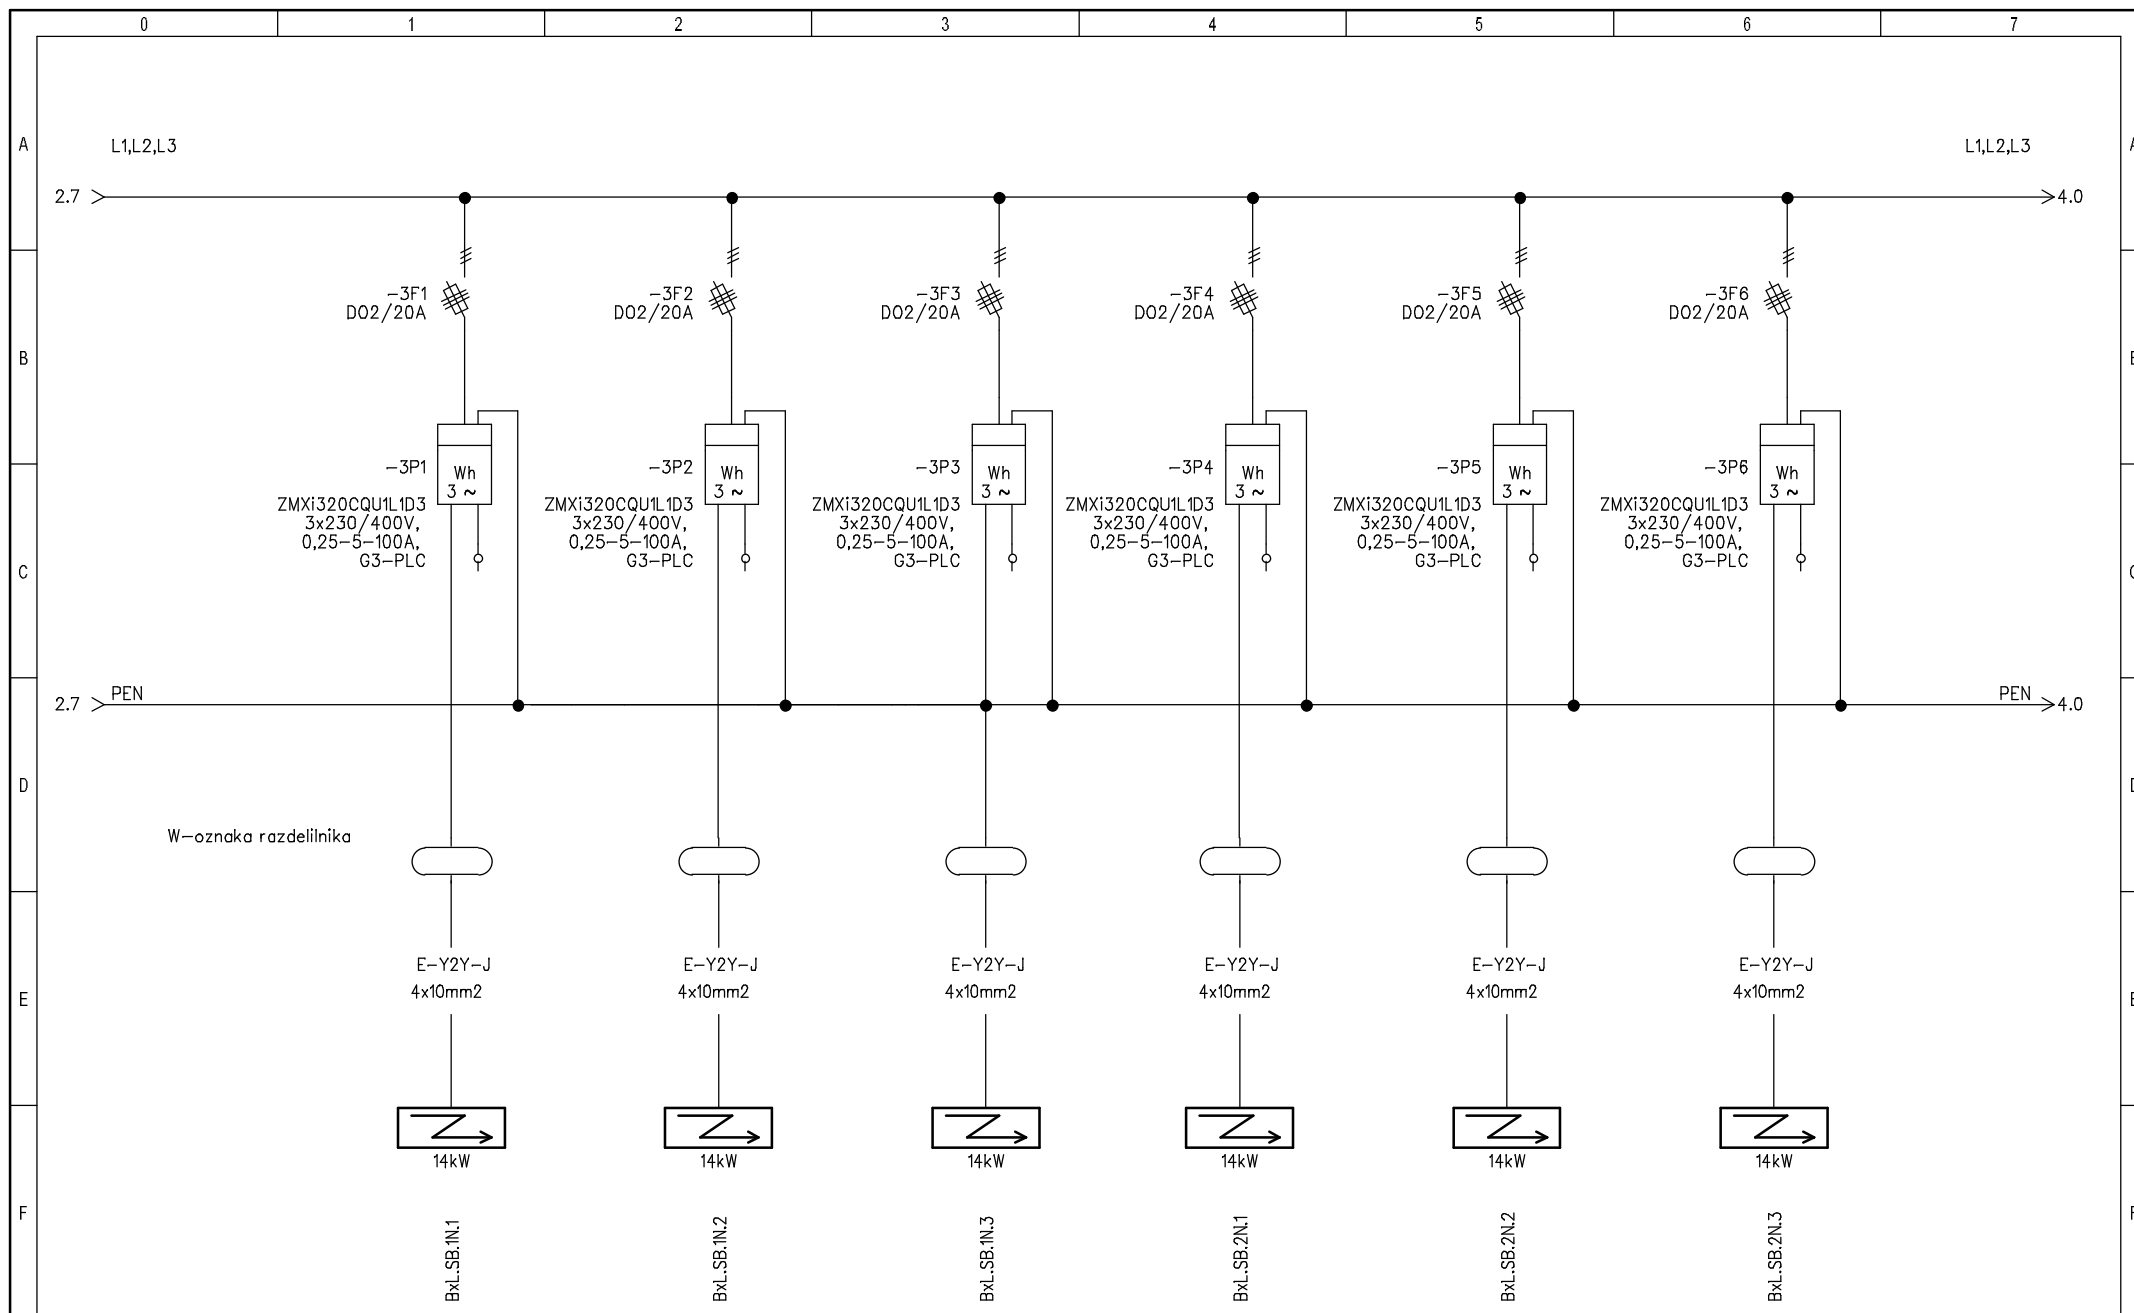 0 1 2 3 4 5 6 7
A L1,L2,L3 L1,L2,L3 A
2.7 4.0
-3F1 -3F2 -3F3 -3F4 -3F5 -3F6
DO2/20A DO2/20A DO2/20A DO2/20A DO2/20A DO2/20A
B
-3P1 Wh -3P2 Wh -3P3 Wh -3P4 Wh -3P5 Wh -3P6 Wh
3 ~ 3 ~ 3 ~ 3 ~ 3 ~ 3 ~
ZMXi320CQU1L1D3 ZMXi320CQU1L1D3 ZMXi320CQU1L1D3 ZMXi320CQU1L1D3 ZMXi320CQU1L1D3 ZMXi320CQU1L1D3
3x230/400V, 3x230/400V, 3x230/400V, 3x230/400V, 3x230/400V, 3x230/400V,
0,25-5-100A, 0,25-5-100A, 0,25-5-100A, 0,25-5-100A, 0,25-5-100A, 0,25-5-100A,
G3-PLC G3-PLC G3-PLC G3-PLC G3-PLC G3-PLC
C
PEN PEN
2.7 4.0
D
W-oznaka razdelilnika
E-Y2Y-J E-Y2Y-J E-Y2Y-J E-Y2Y-J E-Y2Y-J E-Y2Y-J
4x10mm2 4x10mm2 4x10mm2 4x10mm2 4x10mm2 4x10mm2
E
14kW 14kW 14kW 14kW 14kW 14kW
F
BxL.SB.1N.1 BxL.SB.1N.2 BxL.SB.1N.3 BxL.SB.2N.1 BxL.SB.2N.2 BxL.SB.2N.3